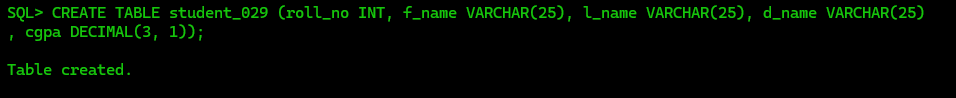 SQL> CREATE TABLE student_029 (roll_no INT, f_name VARCHAR(25), l_name VARCHAR(25), d_name VARCHAR(25)
, cgpa DECIMAL(3, 1));
Table created.